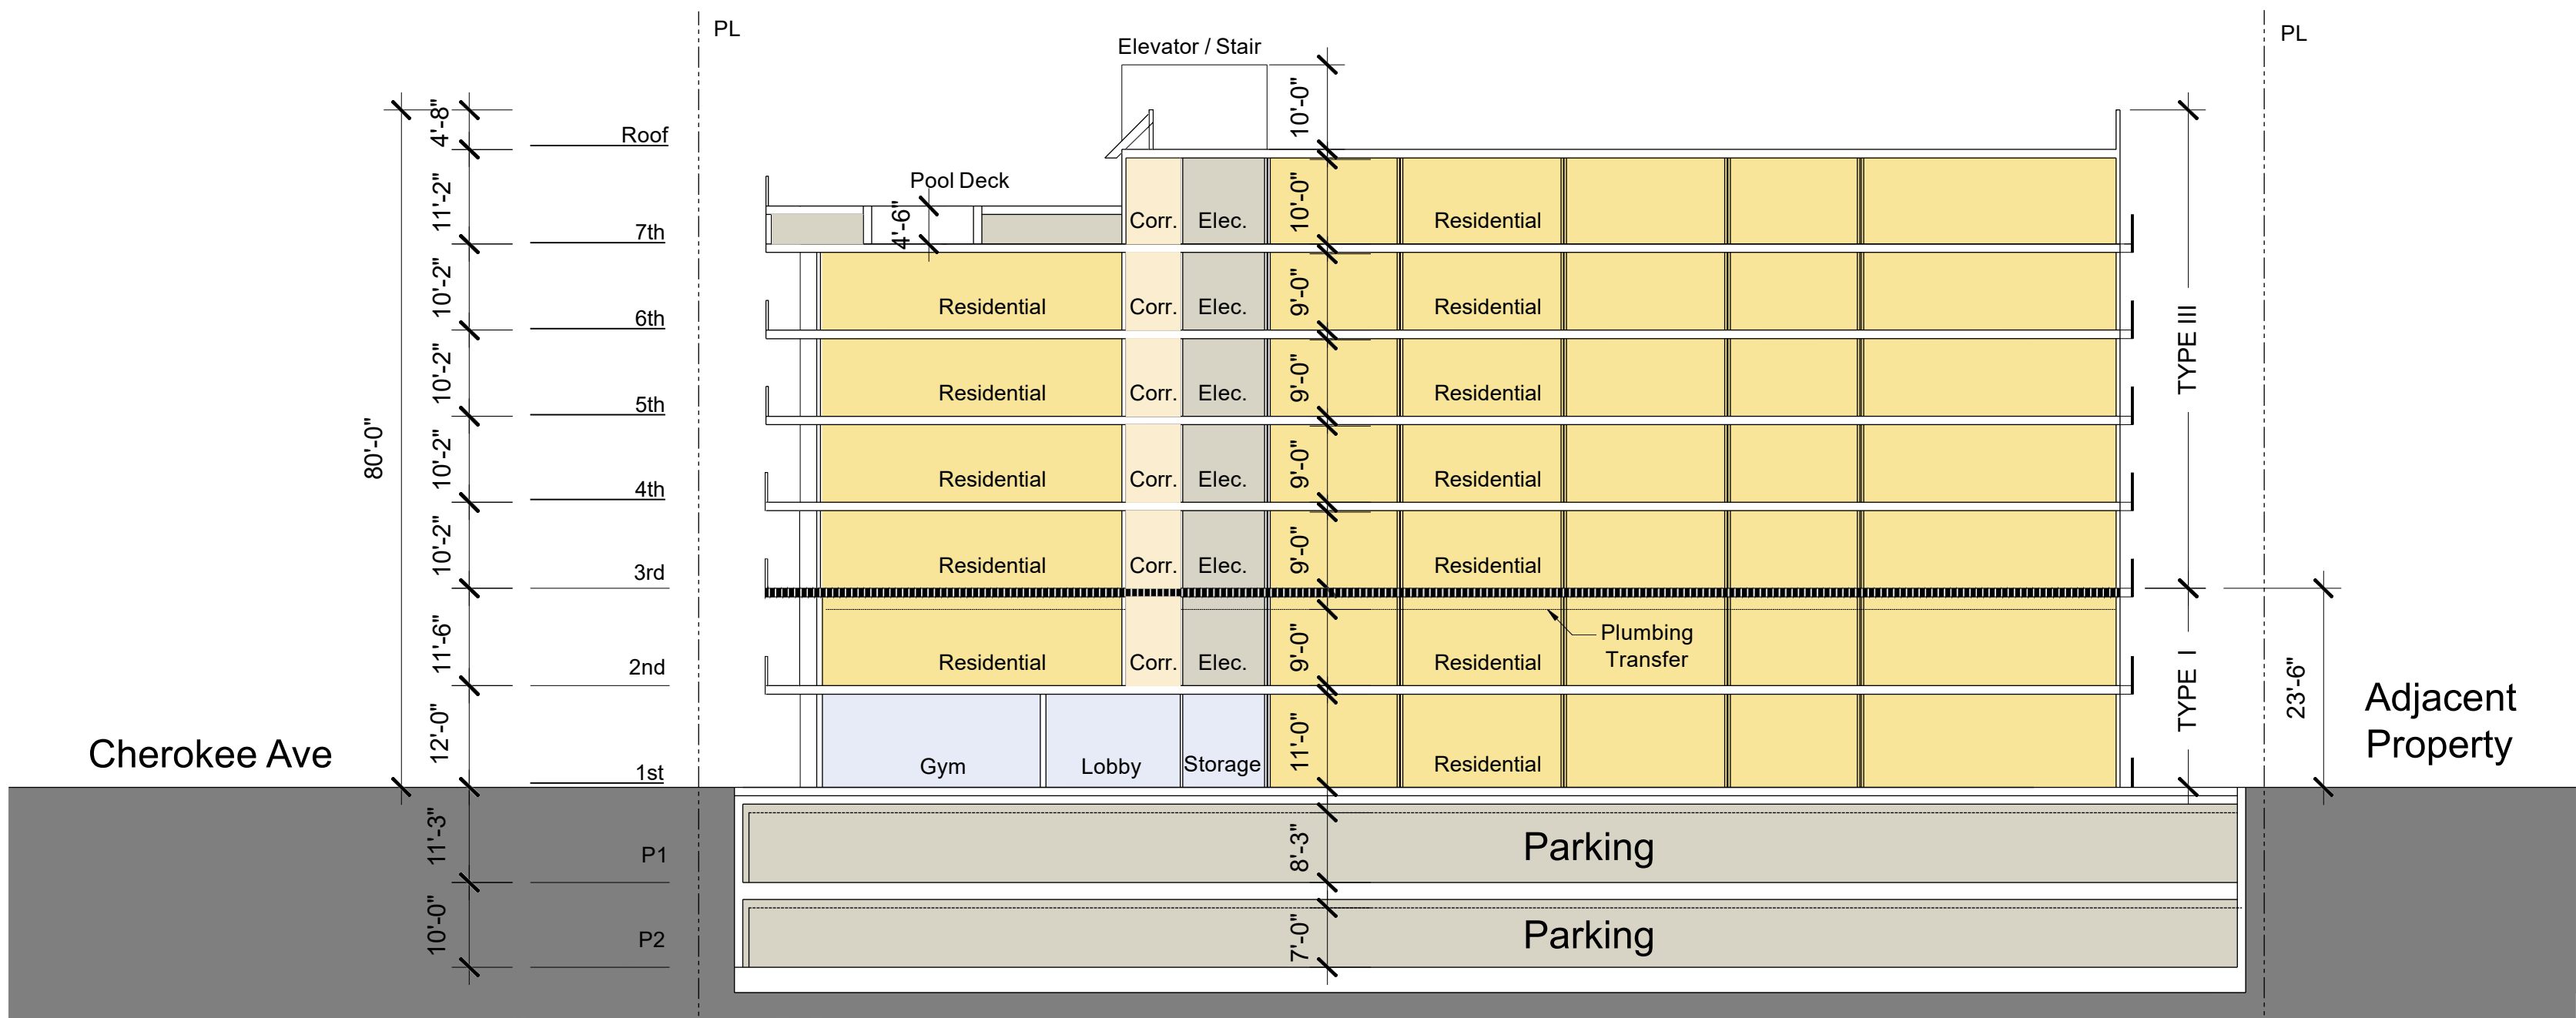 PL
PL
Elevator / Stair
10'-0"
4'-8"
Roof
Pool Deck
11'-2"
4'-6"
Corr.
Elec.
10'-0"
Residential
7th
10'-2"
Residential
Corr.
Elec.
9'-0"
Residential
6th
TYPE III
10'-2"
Residential
Corr.
Elec.
9'-0"
Residential
5th
80'-0"
10'-2"
Residential
Corr.
Elec.
9'-0"
Residential
4th
10'-2"
Residential
Corr.
Elec.
9'-0"
Residential
3rd
11'-6"
Residential
Corr.
Elec.
9'-0"
Residential
Plumbing
Transfer
2nd
TYPE I
23'-6"
Adjacent
Property
Cherokee Ave
12'-0"
1st
Gym
Lobby
Storage
11'-0"
Residential
11'-3"
P1
8'-3"
Parking
10'-0"
P2
7'-0"
Parking